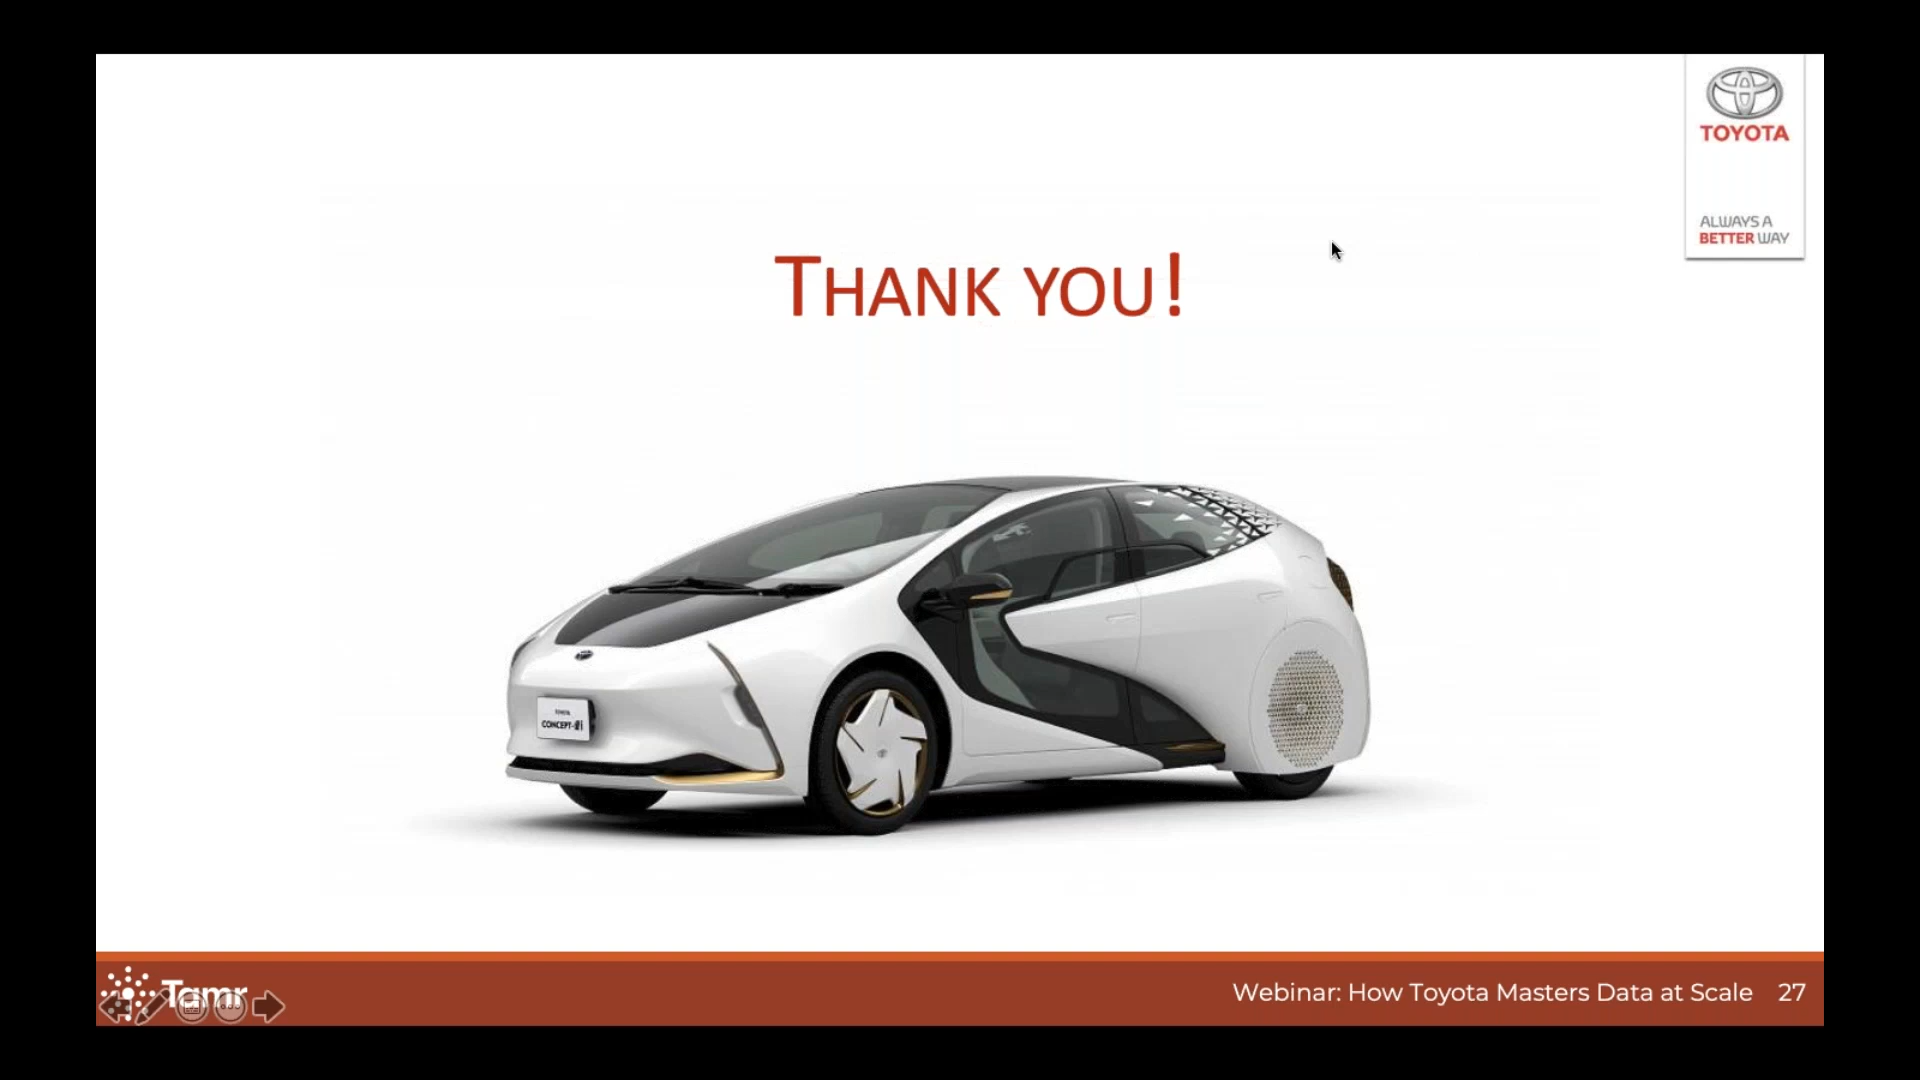 TOYOTA
ALWAYS A
BETTER WAY
THANK YOU!
TOYOTA
CONCEPT-i
Tamr
Webinar: How Toyota Masters Data at Scale 27